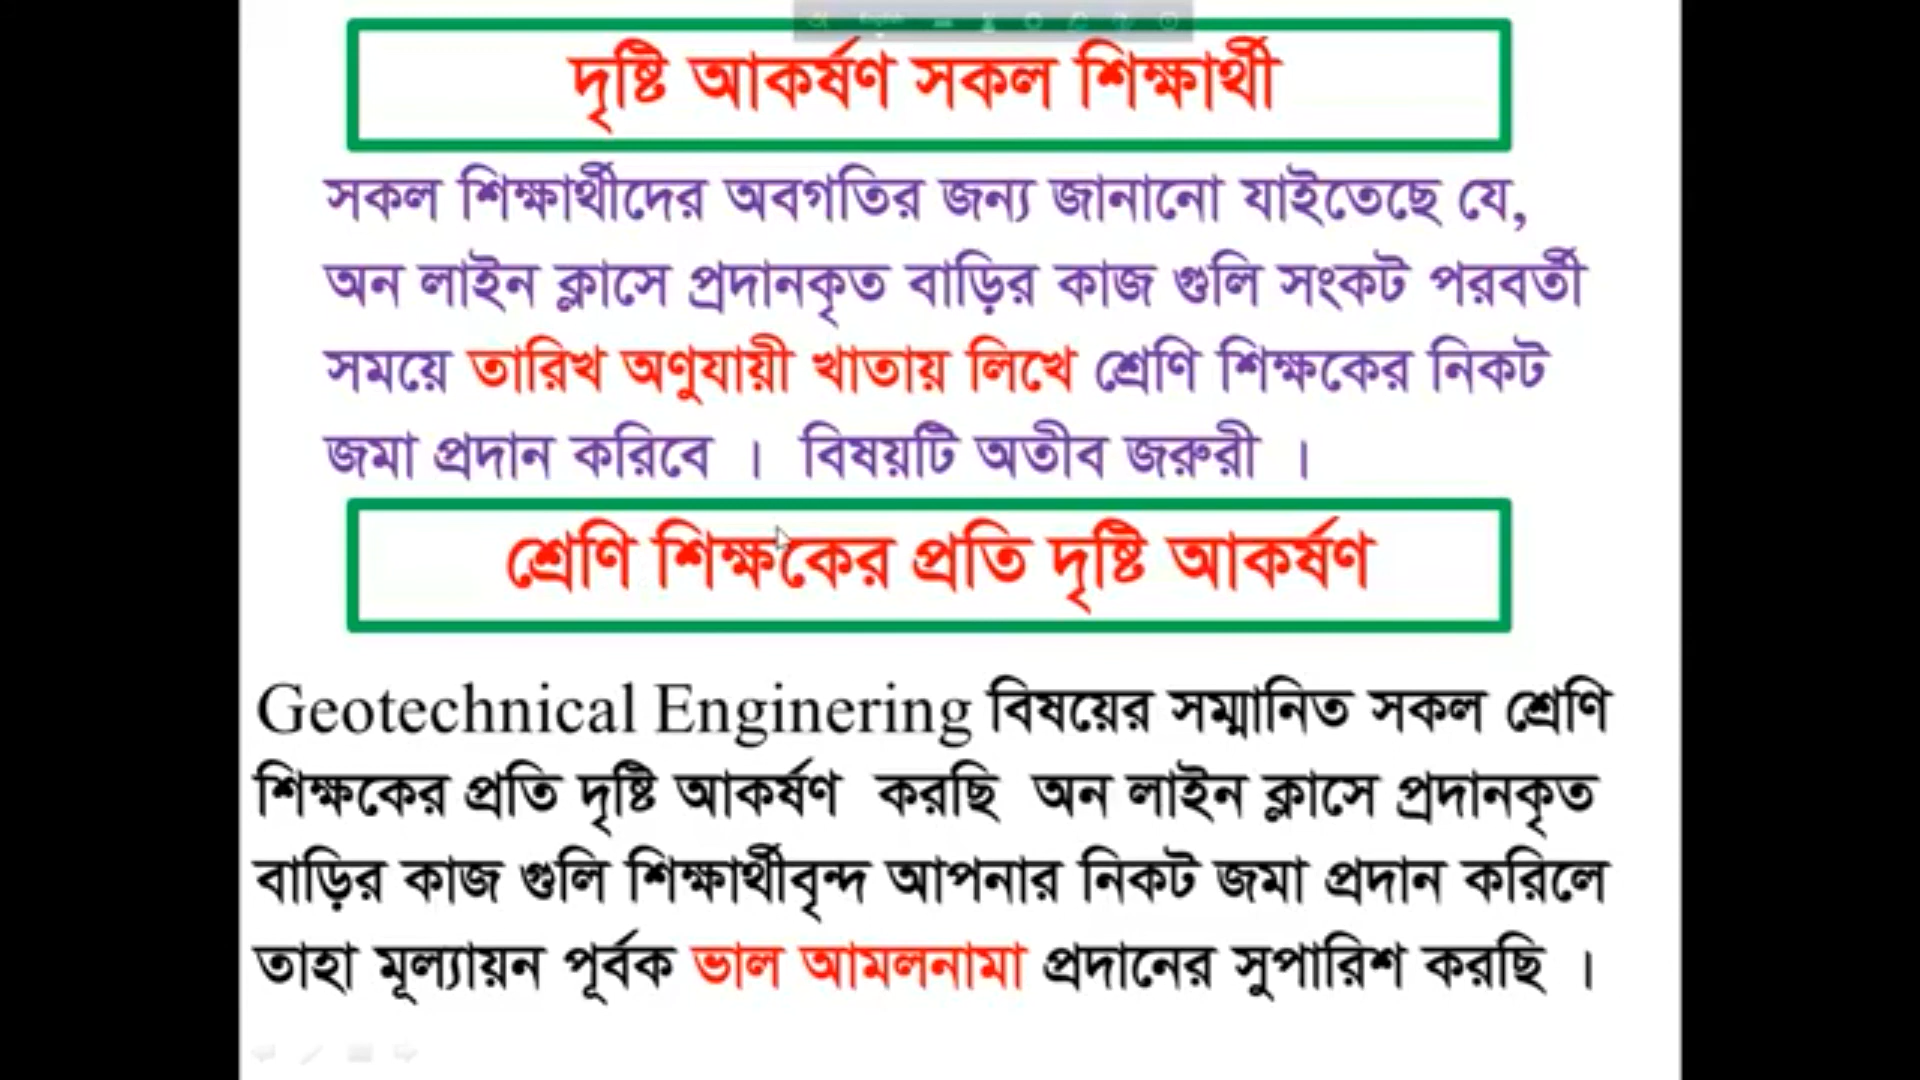 দৃষ্টি আকর্ষণ সকল শিক্ষার্থী
সকল শিক্ষার্থীদের অবগতির জন্য জানানো যাইতেছে যে,
অন লাইন ক্লাসে প্রদানকৃত বাড়ির কাজ গুলি সংকট পরবর্তী
সময়ে তারিখ অণুযায়ী খাতায় লিখে শ্রেণি শিক্ষকের নিকট
জমা প্রদান করিবে । বিষয়টি অতীব জরুরী ।
শ্রেণি শিক্ষকের প্রতি দৃষ্টি আকর্ষণ
Geotechnical Enginering বিষয়ের সম্মানিত সকল শ্রেণি
শিক্ষকের প্রতি দৃষ্টি আকর্ষণ করছি অন লাইন ক্লাসে প্রদানকৃত
বাড়ির কাজ গুলি শিক্ষার্থীবৃন্দ আপনার নিকট জমা প্রদান করিলে
তাহা মূল্যায়ন পূর্বক ভাল আমলনামা প্রদানের সুপারিশ করছি ।